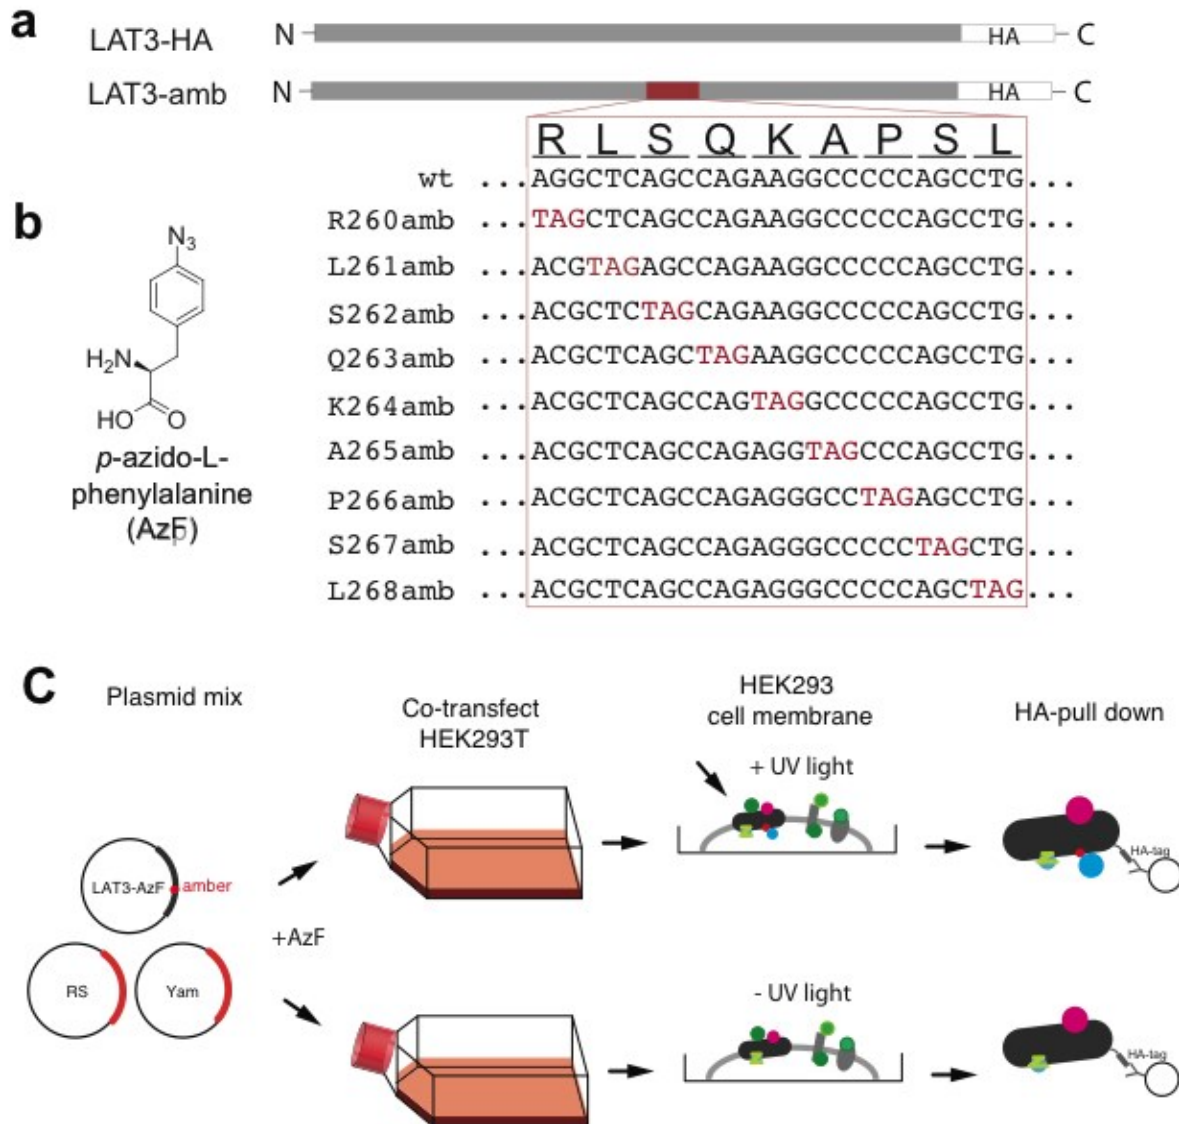 a
LAT3-HA N HA C
LAT3-amb N HA C
R L S Q K A P S L
wt ...AGGCTCAGCCAGAAGGCCCCCAGCCTG...
R260amb ...TAGCTCAGCCAGAAGGCCCCCAGCCTG...
L261amb ...ACGTAGAGCCAGAAGGCCCCCAGCCTG...
S262amb ...ACGCTCTAGCAGAAGGCCCCCAGCCTG...
Q263amb ...ACGCTCAGCTAGAAGGCCCCCAGCCTG...
K264amb ...ACGCTCAGCCAGTAGGCCCCCAGCCTG...
A265amb ...ACGCTCAGCCAGAGGTAGCCCAGCCTG...
P266amb ...ACGCTCAGCCAGAGGGCCTAGAGCCTG...
S267amb ...ACGCTCAGCCAGAGGGCCCCCTAGCTG...
L268amb ...ACGCTCAGCCAGAGGGCCCCCAGCTAG...
b
N3
H2N
HO O
p-azido-L-
phenylalanine
(AzF)
C
Plasmid mix
Co-transfect
HEK293T
HEK293
cell membrane
HA-pull down
+ UV light
LAT3-AzF amber
HA-tag
+AzF
RS Yam
- UV light
HA-tag